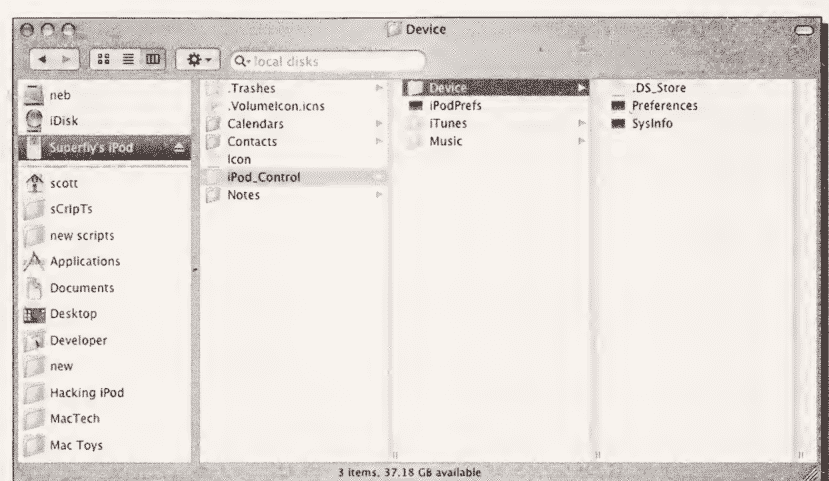 Device
local disks
neb
iDisk
Superfly's iPod
scott
sCripTs
new scripts
Applications
Documents
Desktop
Developer
new
Hacking iPod
MacTech
Mac Toys
.Trashes
.VolumeIcon.icns
Calendars
Contacts
Icon
iPod_Control
Notes
Device
iPodPrefs
iTunes
Music
.DS_Store
Preferences
SysInfo
3 items, 37.18 GB available